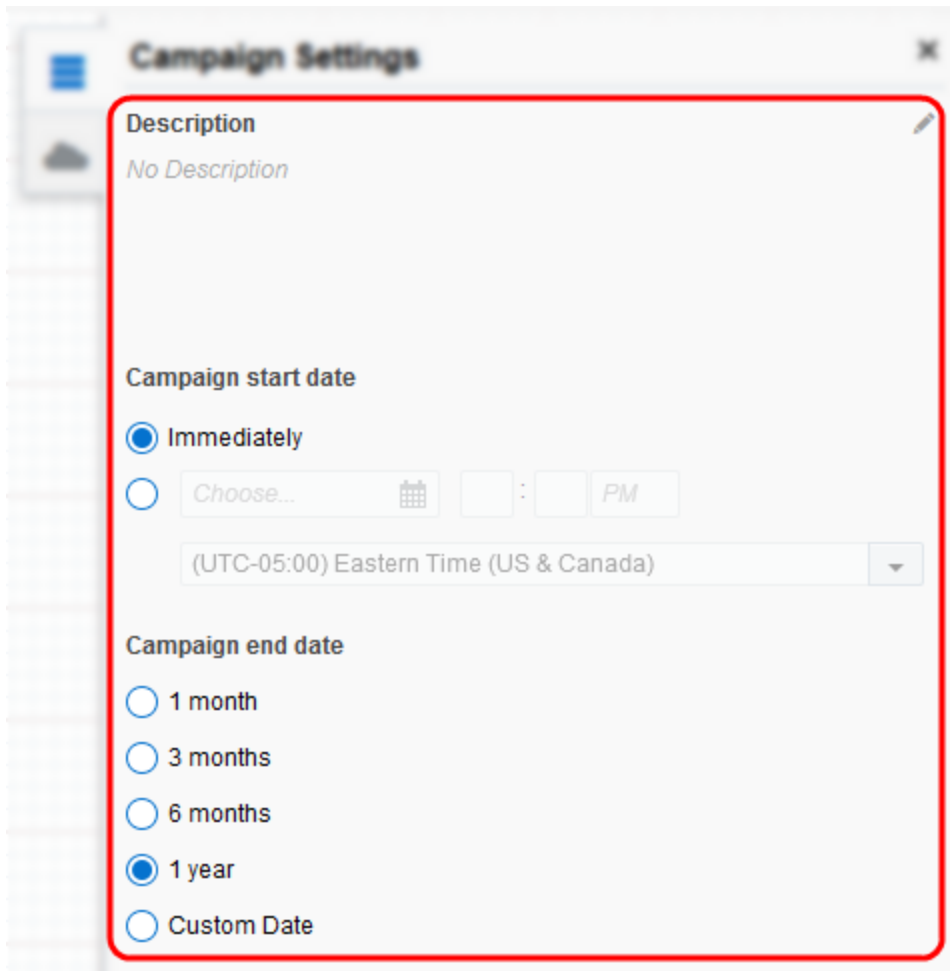 Campaign Settings
Description
No Description
Campaign start date
Immediately
Choose... : PM
(UTC-05:00) Eastern Time (US & Canada)
Campaign end date
1 month
3 months
6 months
1 year
Custom Date